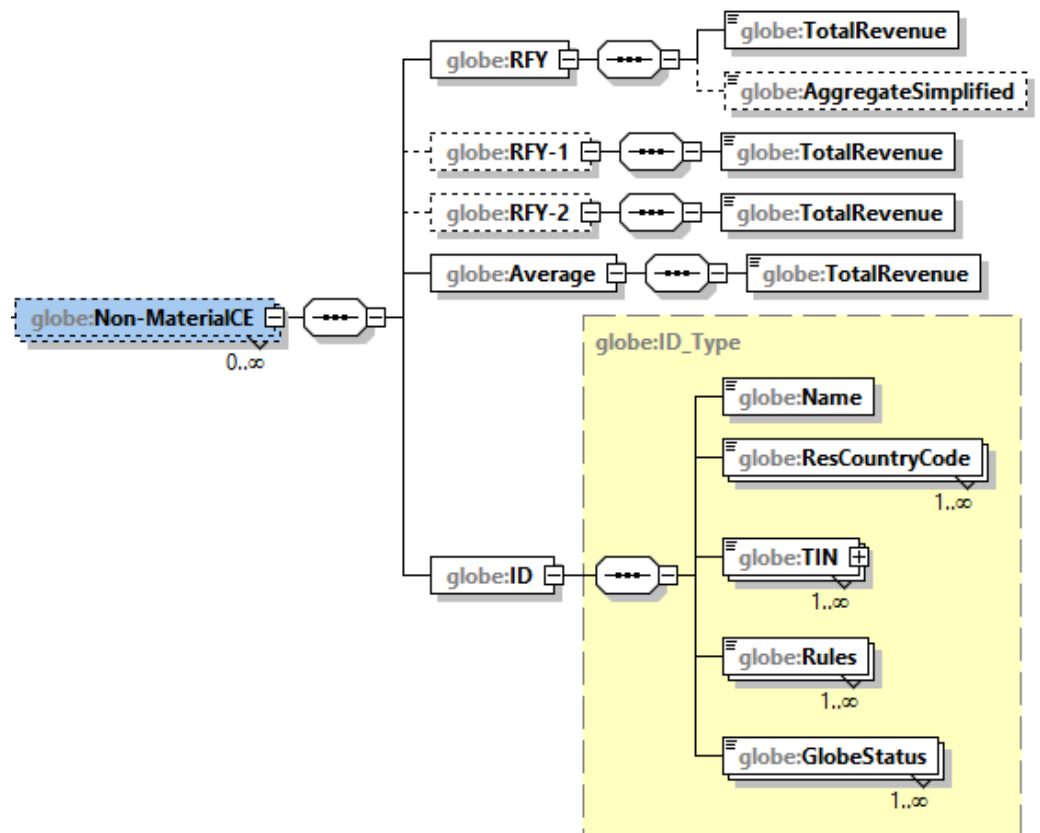 globe:RFY
globe:TotalRevenue
globe:AggregateSimplified
globe:RFY-1
globe:TotalRevenue
globe:RFY-2
globe:TotalRevenue
globe:Average
globe:TotalRevenue
globe:Non-MaterialCE
0..∞
globe:ID_Type
globe:Name
globe:ResCountryCode
1..∞
globe:ID
globe:TIN
1..∞
globe:Rules
1..∞
globe:GlobeStatus
1..∞